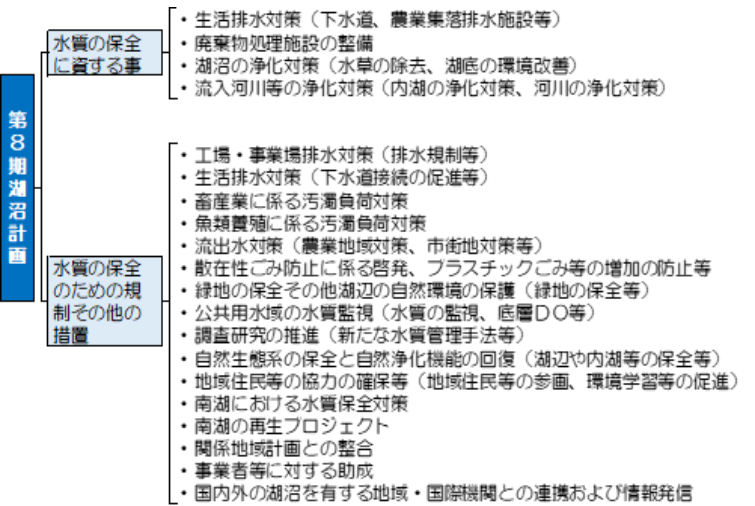 第8期湖沼計画
水質の保全
に資する事
・生活排水対策（下水道、農業集落排水施設等）
・廃棄物処理施設の整備
・湖沼の浄化対策（水草の除去、湖底の環境改善）
・流入河川等の浄化対策（内湖の浄化対策、河川の浄化対策）
水質の保全
のための規
制その他の
措置
・工場・事業場排水対策（排水規制等）
・生活排水対策（下水道接続の促進等）
・畜産業に係る汚濁負荷対策
・魚類養殖に係る汚濁負荷対策
・流出水対策（農業地域対策、市街地対策等）
・散在性ごみ防止に係る啓発、プラスチックごみ等の増加の防止等
・緑地の保全その他湖辺の自然環境の保護（緑地の保全等）
・公共用水域の水質監視（水質の監視、底層ＤＯ等）
・調査研究の推進（新たな水質管理手法等）
・自然生態系の保全と自然浄化機能の回復（湖辺や内湖等の保全等）
・地域住民等の協力の確保等（地域住民等の参画、環境学習等の促進）
・南湖における水質保全対策
・南湖の再生プロジェクト
・関係地域計画との整合
・事業者等に対する助成
・国内外の湖沼を有する地域・国際機関との連携および情報発信